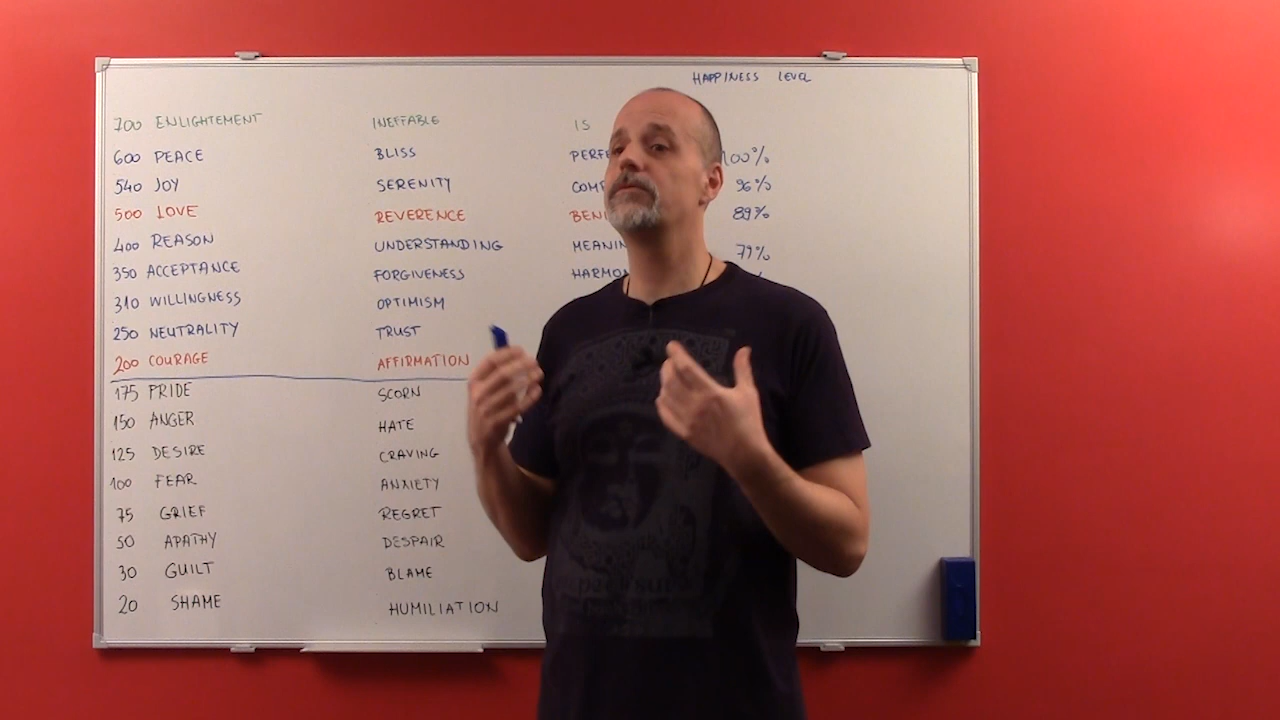 HAPPINESS LEVEL
700 ENLIGHTEMENT INEFFABLE IS
600 PEACE BLISS 100%
540 JOY SERENITY 96%
500 LOVE REVERENCE 89%
400 REASON UNDERSTANDING 79%
350 ACCEPTANCE FORGIVENESS
310 WILLINGNESS OPTIMISM
250 NEUTRALITY TRUST
200 COURAGE AFFIRMATION
175 PRIDE SCORN
150 ANGER HATE
125 DESIRE CRAVING
100 FEAR ANXIETY
75 GRIEF REGRET
50 APATHY DESPAIR
30 GUILT BLAME
20 SHAME HUMILIATION